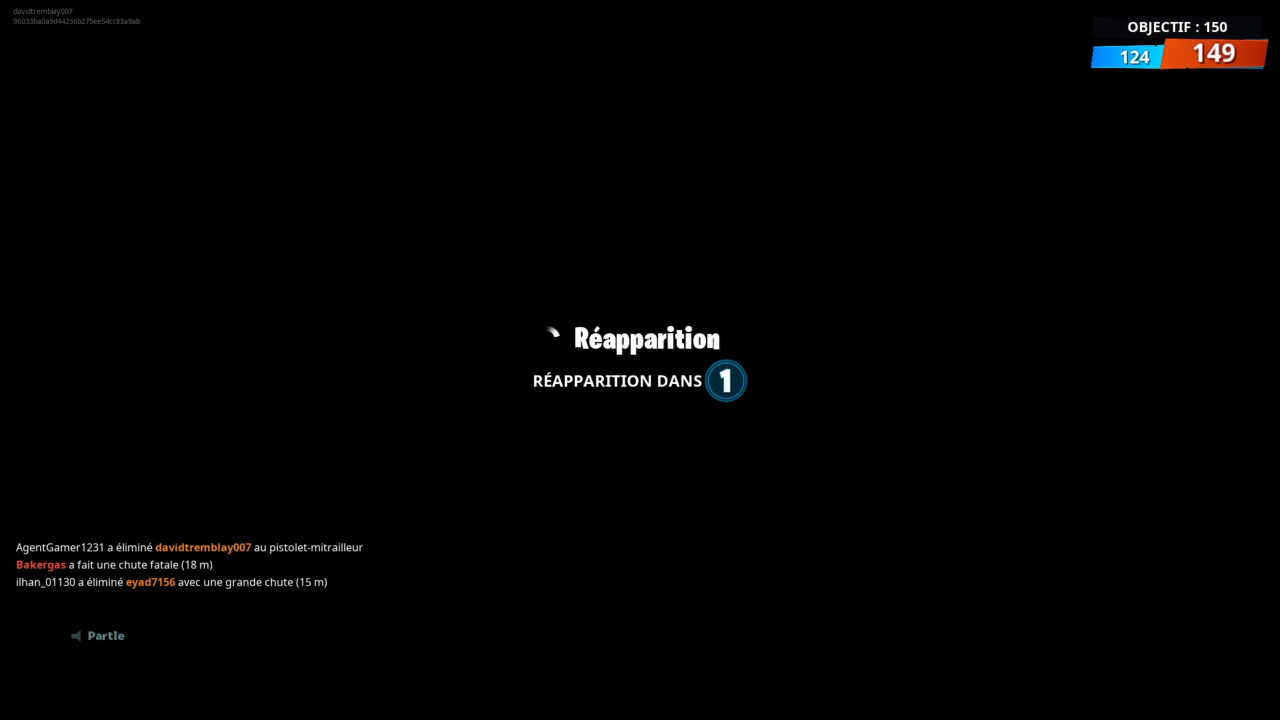 davidtremblay007
96033ba0a9d44236b275ee54cc83a9ab
OBJECTIF : 150
124
149
Réapparition
RÉAPPARITION DANS 1
AgentGamer1231 a éliminé davidtremblay007 au pistolet-mitrailleur
Bakergas a fait une chute fatale (18 m)
ilhan_01130 a éliminé eyad7156 avec une grande chute (15 m)
Partie